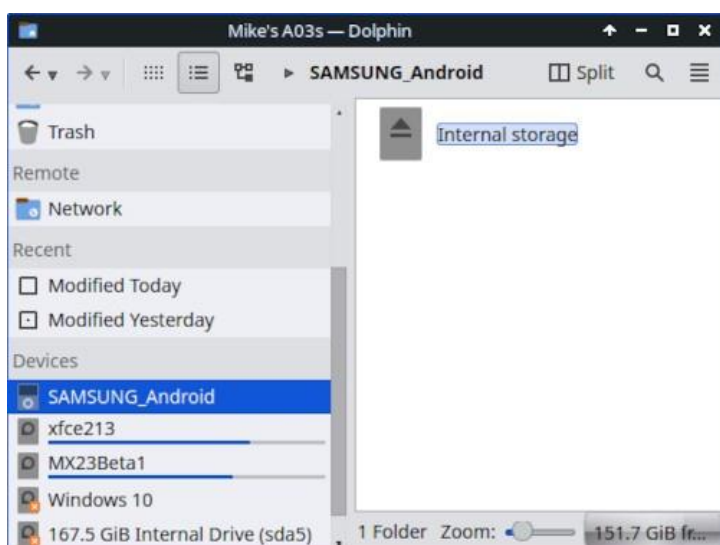 Mike's A03s — Dolphin
SAMSUNG_Android
Split
Trash
Remote
Network
Recent
Modified Today
Modified Yesterday
Devices
SAMSUNG_Android
xfce213
MX23Beta1
Windows 10
167.5 GiB Internal Drive (sda5)
Internal storage
1 Folder Zoom: 151.7 GiB fr...